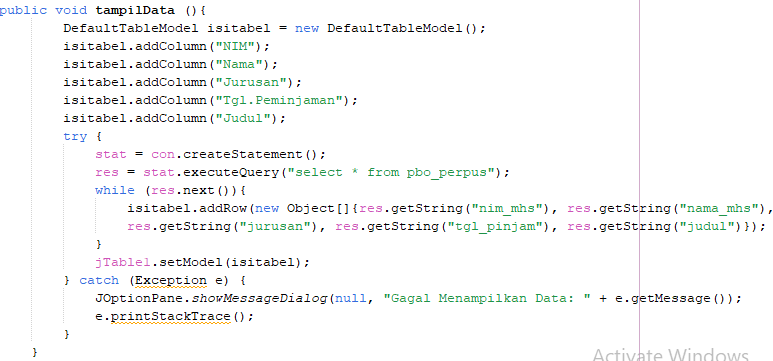 public void tampilData (){
DefaultTableModel isitabel = new DefaultTableModel();
isitabel.addColumn("NIM");
isitabel.addColumn("Nama");
isitabel.addColumn("Jurusan");
isitabel.addColumn("Tgl.Peminjaman");
isitabel.addColumn("Judul");
try {
stat = con.createStatement();
res = stat.executeQuery("select * from pbo_perpus");
while (res.next()){
isitabel.addRow(new Object[]{res.getString("nim_mhs"), res.getString("nama_mhs"),
res.getString("jurusan"), res.getString("tgl_pinjam"), res.getString("judul")});
}
jTable1.setModel(isitabel);
} catch (Exception e) {
JOptionPane.showMessageDialog(null, "Gagal Menampilkan Data: " + e.getMessage());
e.printStackTrace();
}
}
Activate Windows